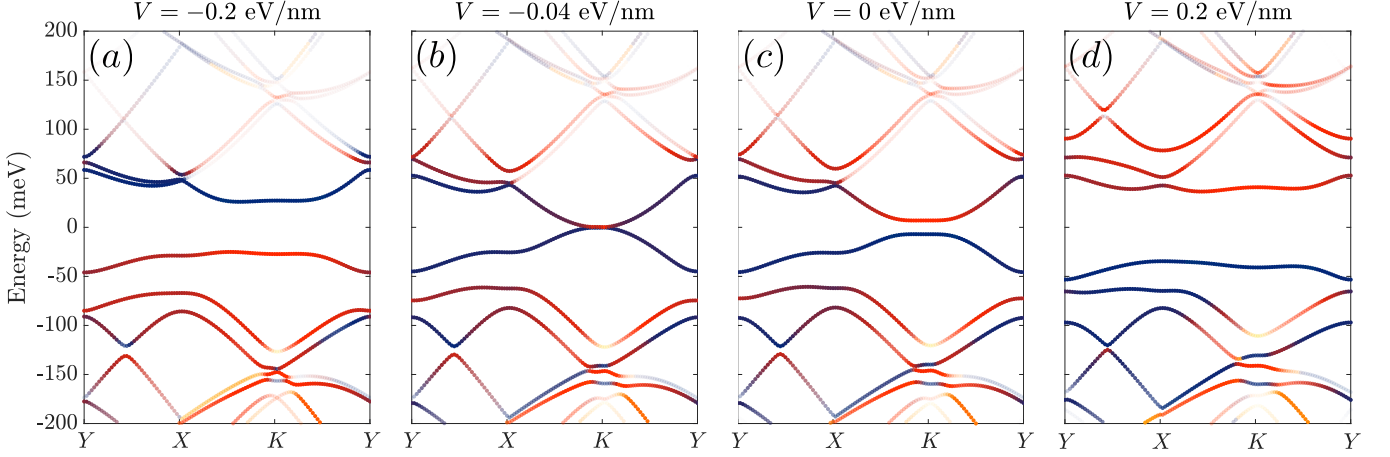 V = −0.2 eV/nm
V = −0.04 eV/nm
V = 0 eV/nm
V = 0.2 eV/nm
(a)
(b)
(c)
(d)
Energy (meV)
200
150
100
50
0
-50
-100
-150
-200
Y X K Y
Y X K Y
Y X K Y
Y X K Y